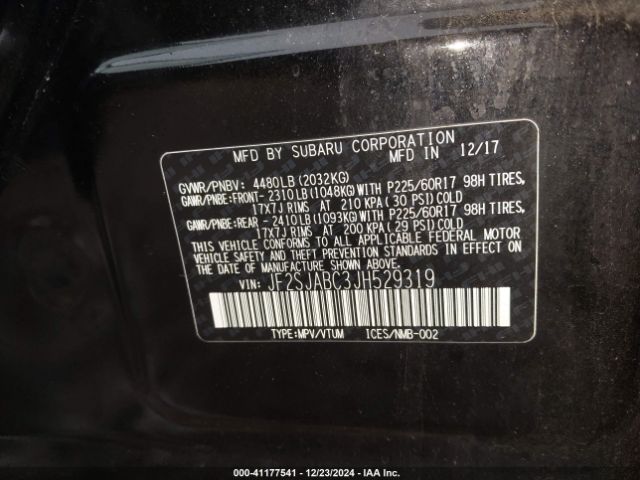 MFD BY SUBARU CORPORATION
MFD IN 12/17
GVWR/PNBV: 4480LB(2032KG)
GAWR/PNBE:FRONT-2310LB(1048KG)WITH P225/60R17 98H TIRES,
17X7J RIMS AT 210 KPA(30 PSI)COLD
GAWR/PNBE:REAR -2410LB(1093KG)WITH P225/60R17 98H TIRES,
17X7J RIMS AT 200 KPA(29 PSI)COLD
THIS VEHICLE CONFORMS TO ALL APPLICABLE FEDERAL MOTOR
VEHICLE SAFETY AND THEFT PREVENTION STANDARDS IN EFFECT
ON THE DATE OF MANUFACTURE SHOWN ABOVE.
VIN: JF2SJABC3JH529319
TYPE:MPV/VTUM ICES/NMB-002
000-41177541 - 12/23/2024 - IAA Inc.